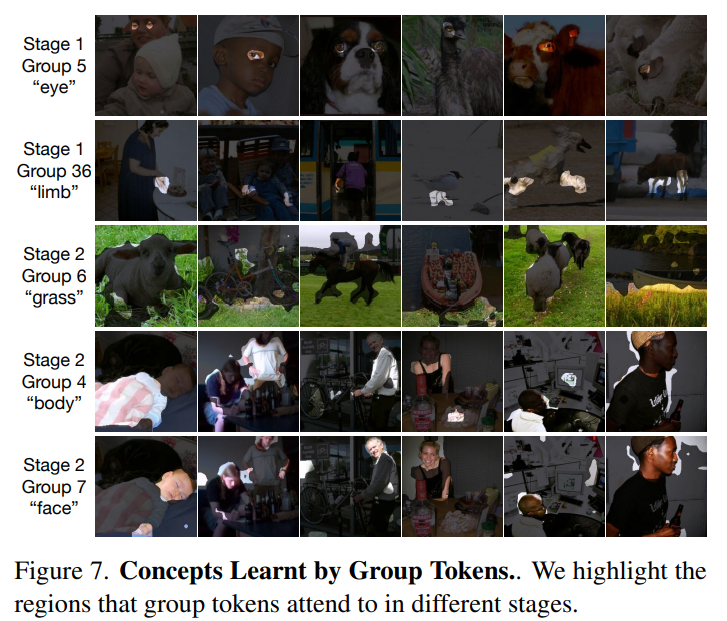 Stage 1
Group 5
“eye”
Stage 1
Group 36
“limb”
Stage 2
Group 6
“grass”
Stage 2
Group 4
“body”
Stage 2
Group 7
“face”
Figure 7. Concepts Learnt by Group Tokens.. We highlight the
regions that group tokens attend to in different stages.